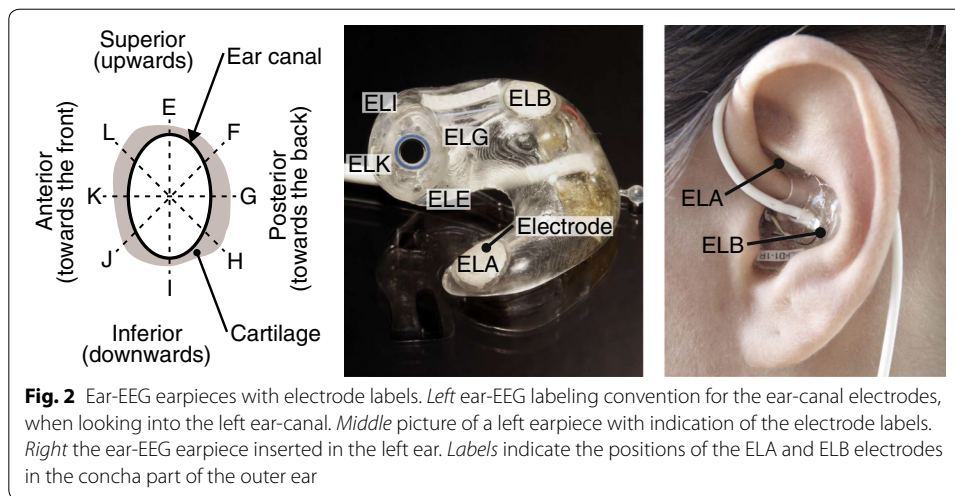 Superior
(upwards)
Ear canal
E
L
F
K
G
J
H
I
Anterior
(towards the front)
Posterior
(towards the back)
Inferior
(downwards)
Cartilage
ELI
ELB
ELG
ELK
ELE
Electrode
ELA
ELA
ELB
Fig. 2 Ear-EEG earpieces with electrode labels. Left ear-EEG labeling convention for the ear-canal electrodes,
when looking into the left ear-canal. Middle picture of a left earpiece with indication of the electrode labels.
Right the ear-EEG earpiece inserted in the left ear. Labels indicate the positions of the ELA and ELB electrodes
in the concha part of the outer ear